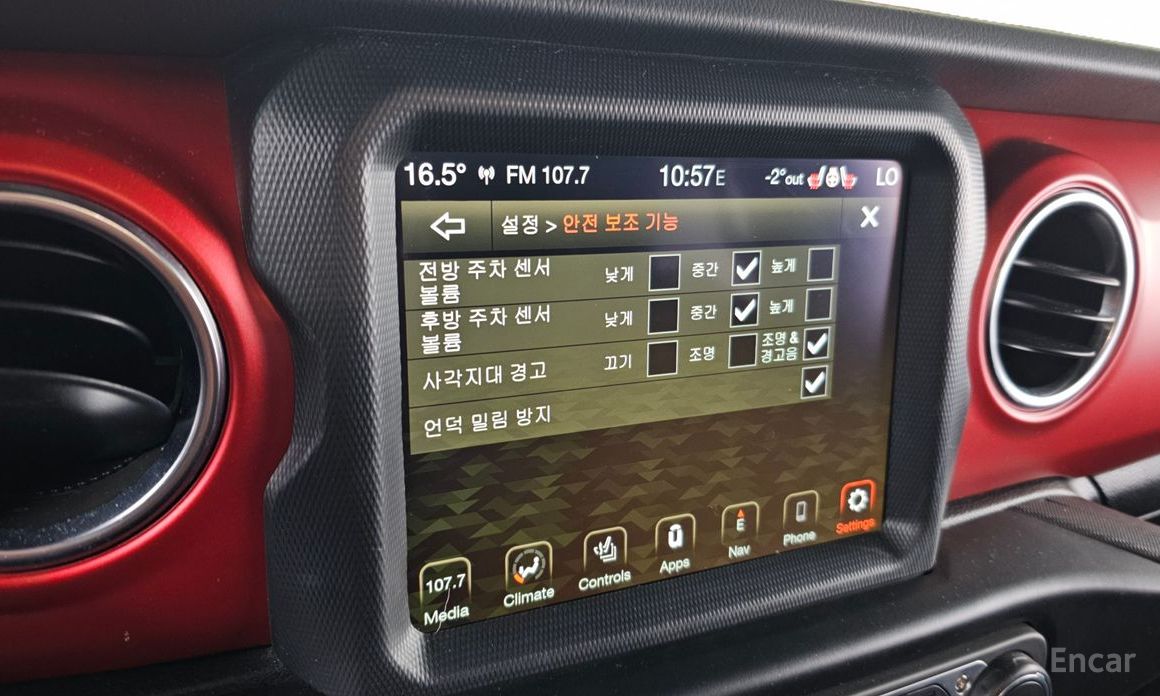 16.5° FM 107.7 10:57E -2°out LO
설정 > 안전 보조 기능 X
전방 주차 센서 볼륨 낮게 중간 높게
후방 주차 센서 볼륨 낮게 중간 높게
사각지대 경고 끄기 조명 조명 & 경고음
언덕 밀림 방지
107.7 E
Media Climate Controls Apps Nav Phone Settings
Encar